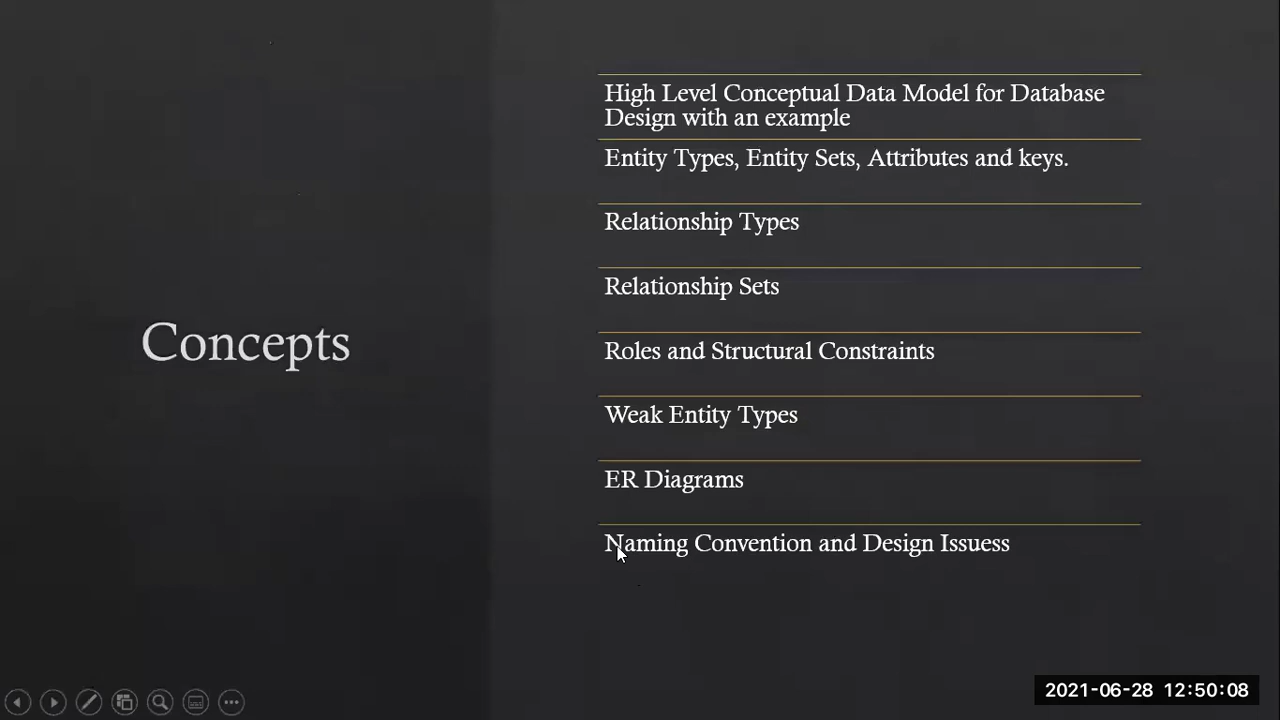 Concepts
High Level Conceptual Data Model for Database
Design with an example
Entity Types, Entity Sets, Attributes and keys.
Relationship Types
Relationship Sets
Roles and Structural Constraints
Weak Entity Types
ER Diagrams
Naming Convention and Design Issuess
2021-06-28 12:50:08